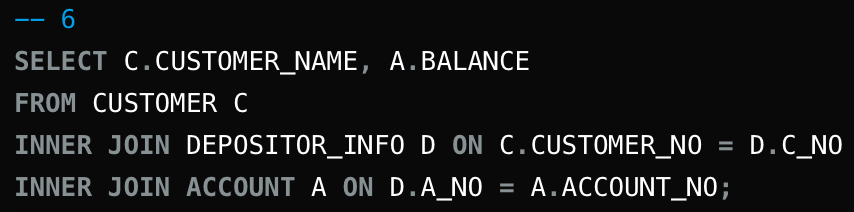 -- 6
SELECT C.CUSTOMER_NAME, A.BALANCE
FROM CUSTOMER C
INNER JOIN DEPOSITOR_INFO D ON C.CUSTOMER_NO = D.C_NO
INNER JOIN ACCOUNT A ON D.A_NO = A.ACCOUNT_NO;